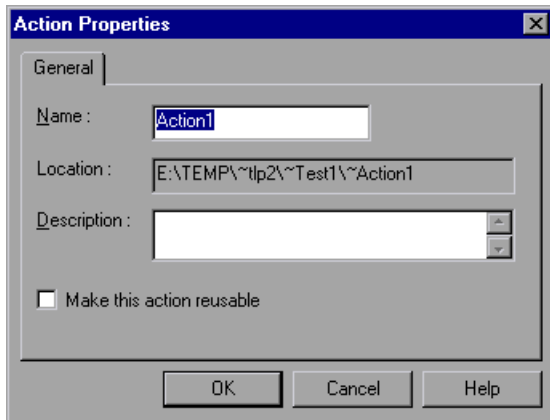 Action Properties
General
Name :
Action1
Location :
E:\TEMP\~tlp2\~Test1\~Action1
Description :
Make this action reusable
OK Cancel Help